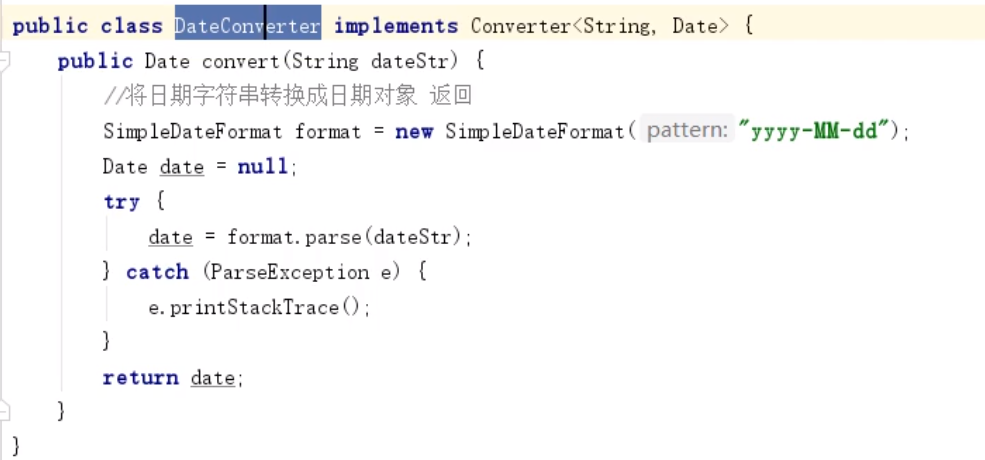 public class DateConverter implements Converter<String, Date> {
public Date convert(String dateStr) {
//将日期字符串转换成日期对象 返回
SimpleDateFormat format = new SimpleDateFormat( pattern: "yyyy-MM-dd");
Date date = null;
try {
date = format.parse(dateStr);
} catch (ParseException e) {
e.printStackTrace();
}
return date;
}
}